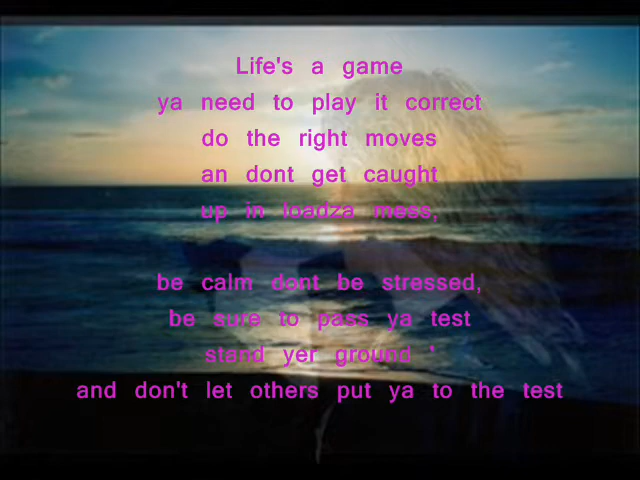 Life's a game
ya need to play it correct
do the right moves
an dont get caught
up in loadza mess,
be calm dont be stressed,
be sure to pass ya test
stand yer ground '
and don't let others put ya to the test